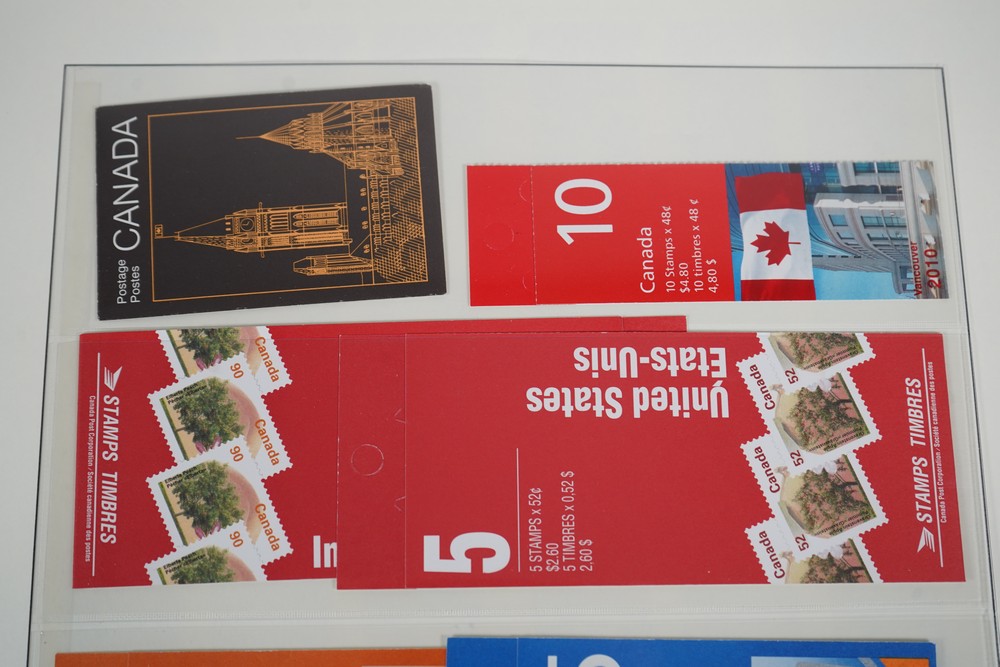 Postage
Postes
CANADA
10
Canada
10 Stamps x 48¢
$4.80
10 timbres x 48 ¢
4,80 $
Vancouver
2010
STAMPS TIMBRES
Canada Post Corporation / Société canadienne des postes
Canada
90
Canada
90
Canada
90
In
5
5 STAMPS x 52¢
$2.60
5 TIMBRES x 0,52 $
2,60 $
United States
États-Unis
Canada
52
Canada
52
Canada
52
Canada
STAMPS TIMBRES
Canada Post Corporation / Société canadienne des postes
5